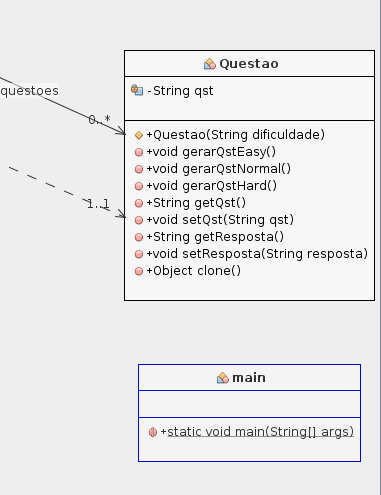 Questao
-String qst
questoes
0..*
+Questao(String dificuldade)
+void gerarQstEasy()
+void gerarQstNormal()
+void gerarQstHard()
+String getQst()
1..1
+void setQst(String qst)
+String getResposta()
+void setResposta(String resposta)
+Object clone()
main
+static void main(String[] args)